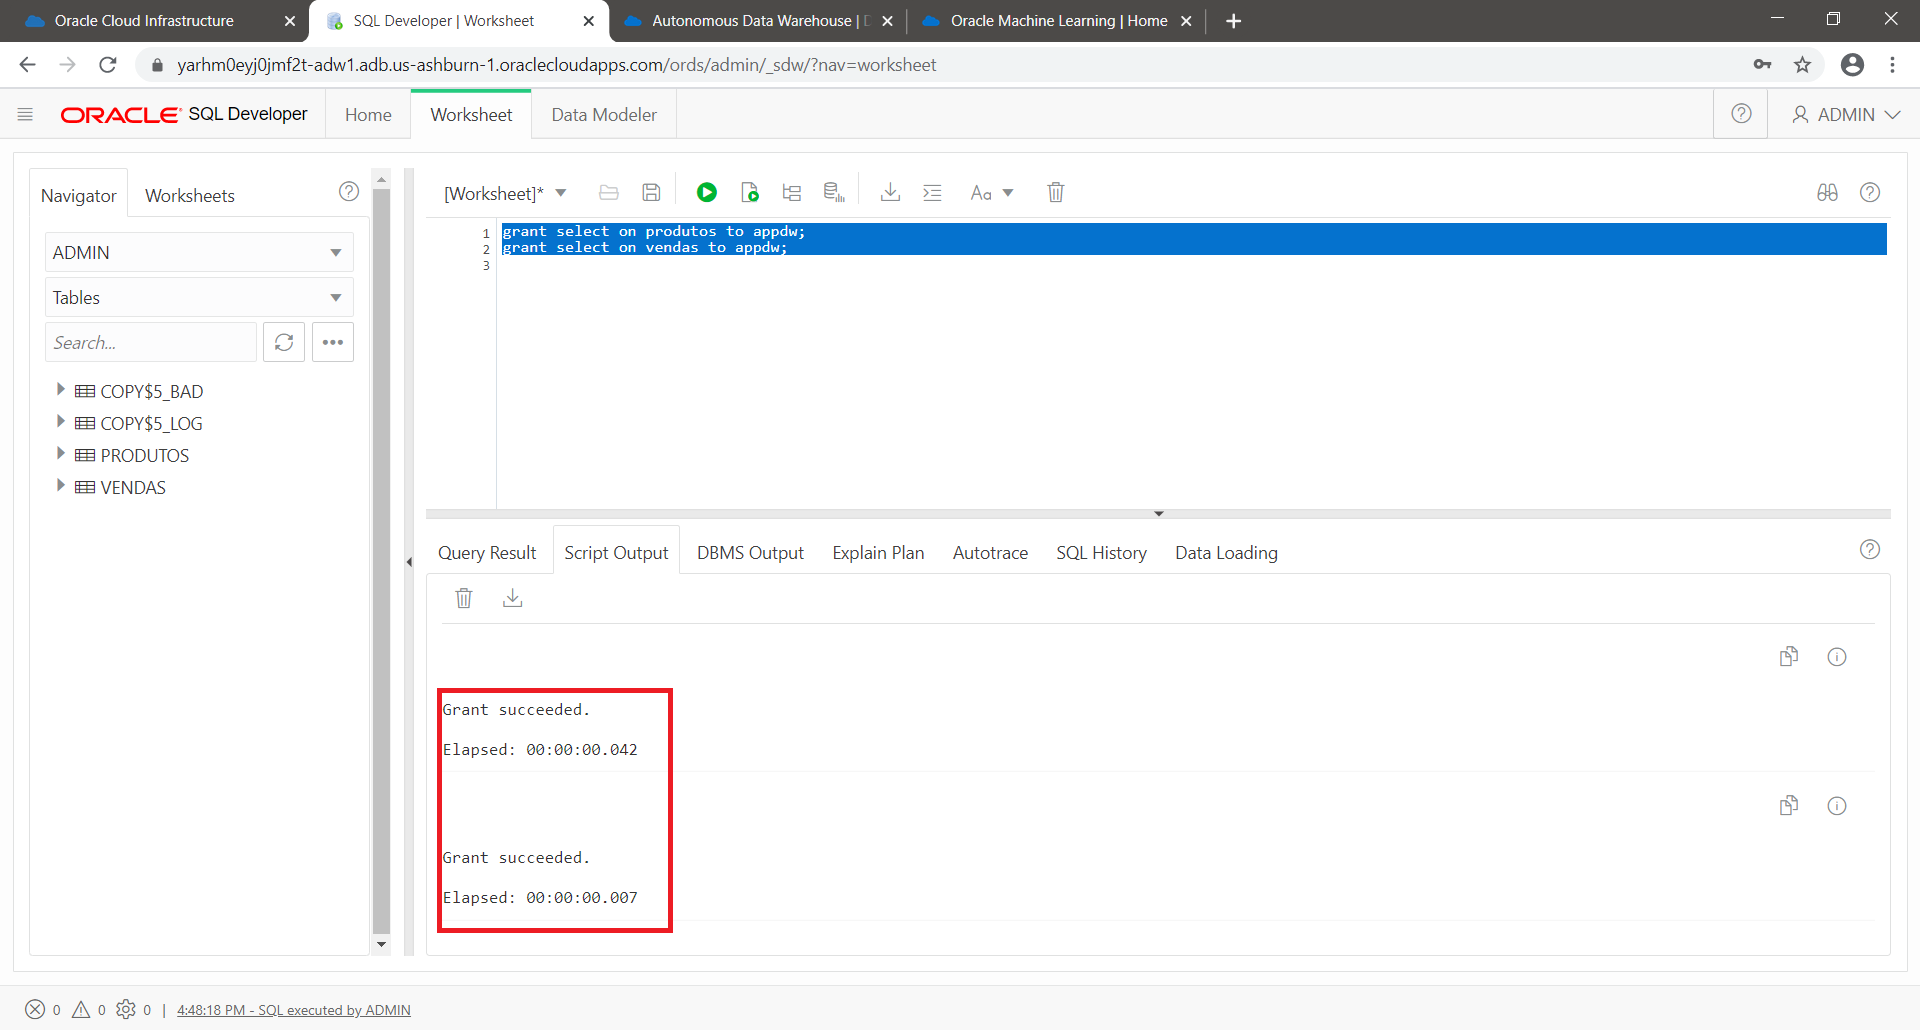 Oracle Cloud Infrastructure
SQL Developer | Worksheet
Autonomous Data Warehouse |
Oracle Machine Learning | Home
yarhm0eyj0jmf2t-adw1.adb.us-ashburn-1.oraclecloudapps.com/ords/admin/_sdw/?nav=worksheet
ORACLE SQL Developer
Home
Worksheet
Data Modeler
ADMIN
Navigator
Worksheets
ADMIN
Tables
Search...
COPY$5_BAD
COPY$5_LOG
PRODUTOS
VENDAS
[Worksheet]*
Aa
1 grant select on produtos to appdw;
2 grant select on vendas to appdw;
3
Query Result
Script Output
DBMS Output
Explain Plan
Autotrace
SQL History
Data Loading
Grant succeeded.
Elapsed: 00:00:00.042
Grant succeeded.
Elapsed: 00:00:00.007
0 0 0 | 4:48:18 PM - SQL executed by ADMIN